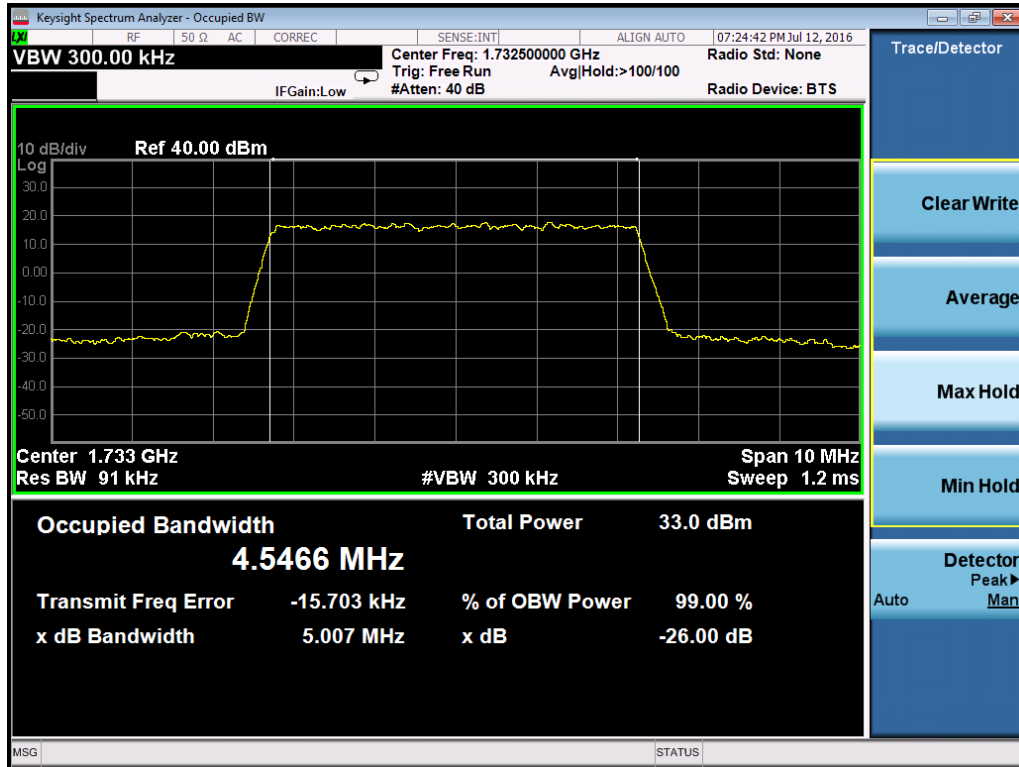 Keysight Spectrum Analyzer - Occupied BW
LXI RF 50 Ω AC CORREC SENSE:INT ALIGN AUTO 07:24:42 PM Jul 12, 2016
VBW 300.00 kHz
Center Freq: 1.732500000 GHz Radio Std: None
Trig: Free Run Avg|Hold:>100/100
IFGain:Low #Atten: 40 dB Radio Device: BTS
Trace/Detector
10 dB/div Ref 40.00 dBm
Log
30.0
20.0
10.0
0.00
-10.0
-20.0
-30.0
-40.0
-50.0
Center 1.733 GHz Span 10 MHz
Res BW 91 kHz #VBW 300 kHz Sweep 1.2 ms
Occupied Bandwidth Total Power 33.0 dBm
4.5466 MHz
Transmit Freq Error -15.703 kHz % of OBW Power 99.00 %
x dB Bandwidth 5.007 MHz x dB -26.00 dB
Clear Write
Average
Max Hold
Min Hold
Detector
Peak▶
Auto Man
MSG STATUS